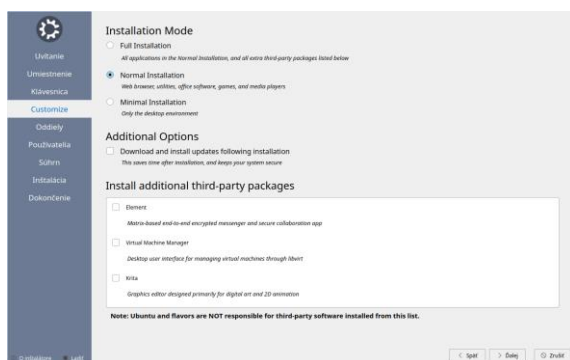 Uvítanie
Umiestnenie
Klávesnica
Customize
Oddiely
Používatelia
Súhrn
Inštalácia
Dokončenie
O inštalátore
Ladiť
Installation Mode
Full Installation
All applications in the Normal Installation, and all extra third-party packages listed below
Normal Installation
Web browser, utilities, office software, games, and media players
Minimal Installation
Only the desktop environment
Additional Options
Download and install updates following installation
This saves time after installation, and keeps your system secure
Install additional third-party packages
Element
Matrix-based end-to-end encrypted messenger and secure collaboration app
Virtual Machine Manager
Desktop user interface for managing virtual machines through libvirt
Krita
Graphics editor designed primarily for digital art and 2D animation
Note: Ubuntu and flavors are NOT responsible for third-party software installed from this list.
Späť
Ďalej
Zrušiť